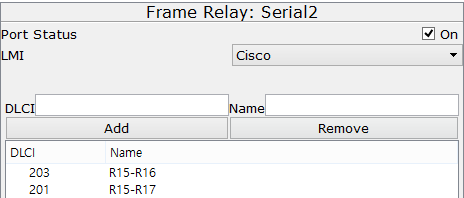 Frame Relay: Serial2
Port Status On
LMI Cisco
DLCI Name
Add Remove
DLCI Name
203 R15-R16
201 R15-R17